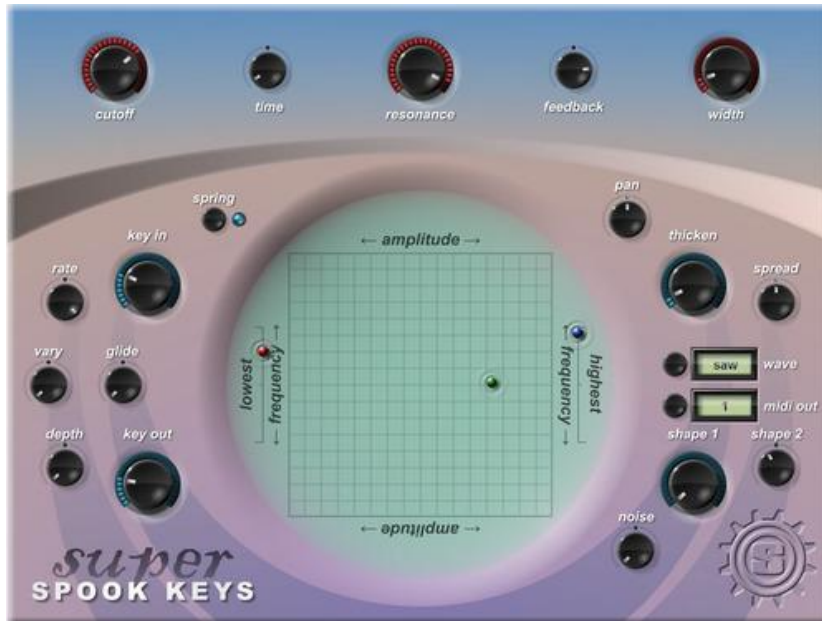 cutoff
time
resonance
feedback
width
spring
pan
key in
← amplitude →
thicken
rate
spread
lowest
← frequency →
← frequency →
highest
vary
glide
saw
wave
1
midi out
depth
key out
shape 1
shape 2
← amplitude →
noise
super
SPOOK KEYS
S